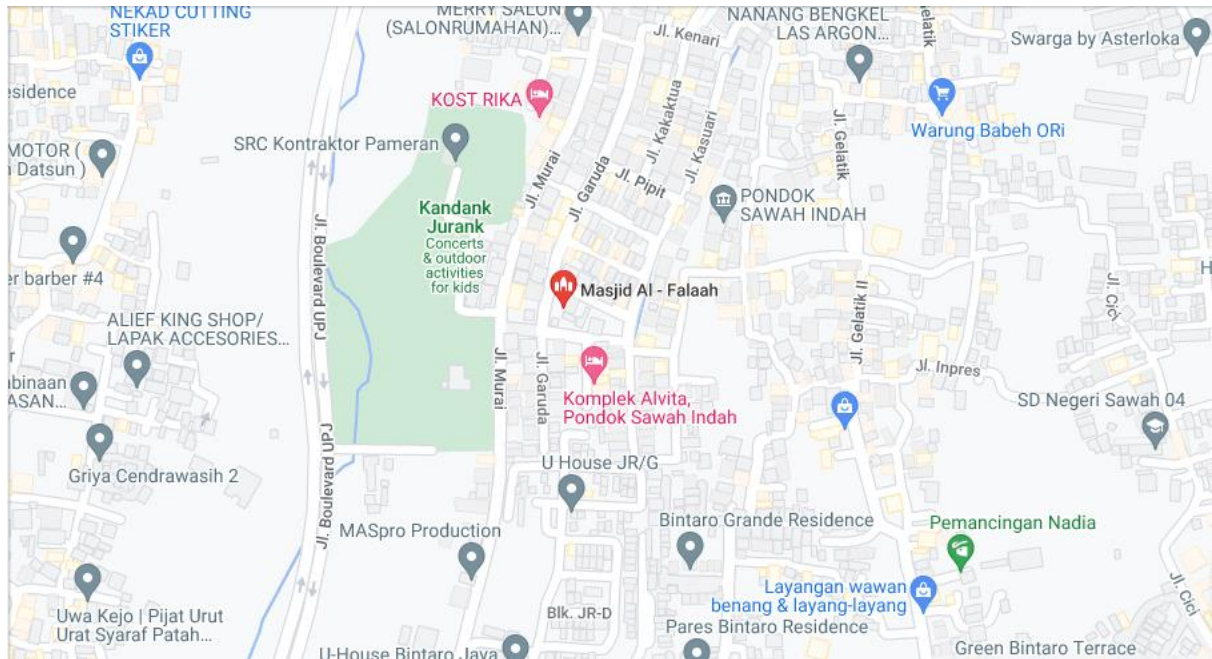 NEKAD CUTTING
STIKER
MERRY SALON
(SALONRUMAHAN)...
Jl. Kenari
NANANG BENGKEL
LAS ARGON...
Jl. Gelatik
Swarga by Asterloka
esidence
KOST RIKA
Jl. Kakaktua
Jl. Kasuari
Warung Babeh ORi
SRC Kontraktor Pameran
MOTOR (
n Datsun )
Jl. Murai
Jl. Garuda
Jl. Pipit
Jl. Gelatik
PONDOK
SAWAH INDAH
Kandank
Jurank
Concerts
& outdoor
activities
for kids
Jl. Boulevard UPJ
er barber #4
Masjid Al - Falaah
Jl. Gelatik II
Jl. Cici
H
ALIEF KING SHOP/
LAPAK ACCESORIES...
Jl. Murai
Jl. Garuda
Jl. Inpres
binaan
ASAN...
Komplek Alvita,
Pondok Sawah Indah
SD Negeri Sawah 04
Griya Cendrawasih 2
Jl. Boulevard UPJ
U House JR/G
MASpro Production
Bintaro Grande Residence
Pemancingan Nadia
Layangan wawan
benang & layang-layang
Jl. Cici
Uwa Kejo | Pijat Urut
Urat Syaraf Patah...
Blk. JR-D
Pares Bintaro Residence
U-House Bintaro Jaya
Green Bintaro Terrace